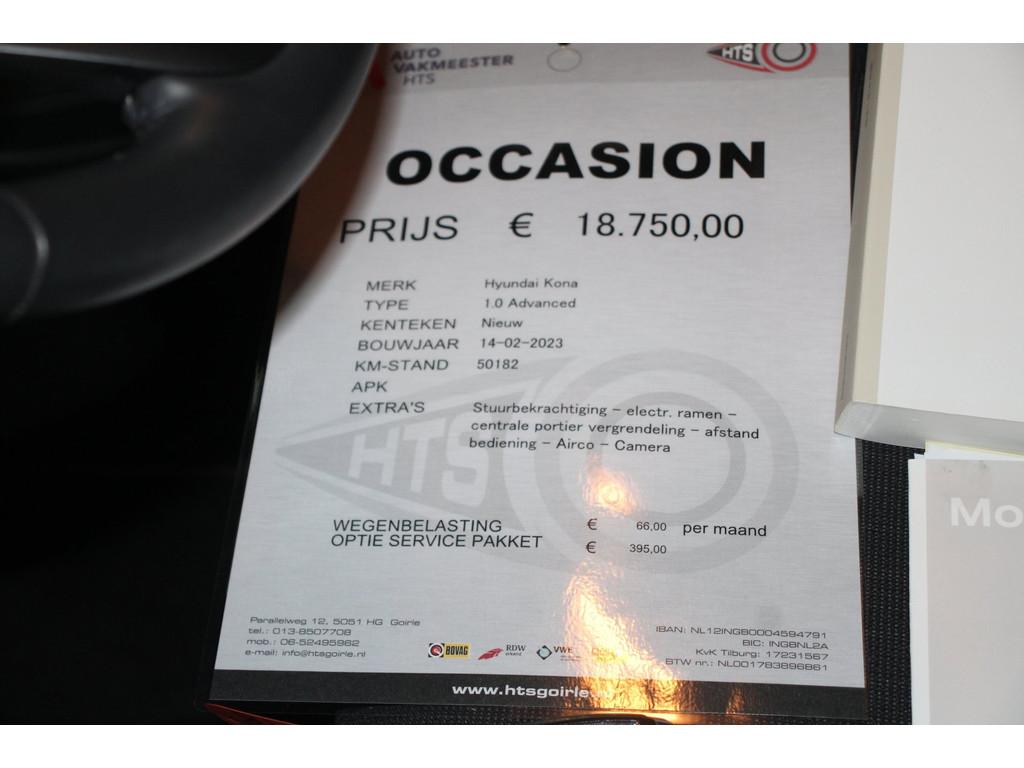 AUTO
VAKMEESTER
HTS
HTS
OCCASION
PRIJS € 18.750,00
MERK Hyundai Kona
TYPE 1.0 Advanced
KENTEKEN Nieuw
BOUWJAAR 14-02-2023
KM-STAND 50182
APK
EXTRA'S Stuurbekrachtiging - electr. ramen -
centrale portier vergrendeling - afstand
bediening - Airco - Camera
HTS
WEGENBELASTING € 66,00 per maand
OPTIE SERVICE PAKKET € 395,00
Parallelweg 12, 5051 HG Goirle
tel.: 013-8507708
mob.: 06-52495962
e-mail: info@htsgoirle.nl
BOVAG RDW VWE
IBAN: NL12INGB0004594791
BIC: INGBNL2A
KvK Tilburg: 17231567
BTW nr.: NL001783896B61
www.htsgoirle.nl
Mo